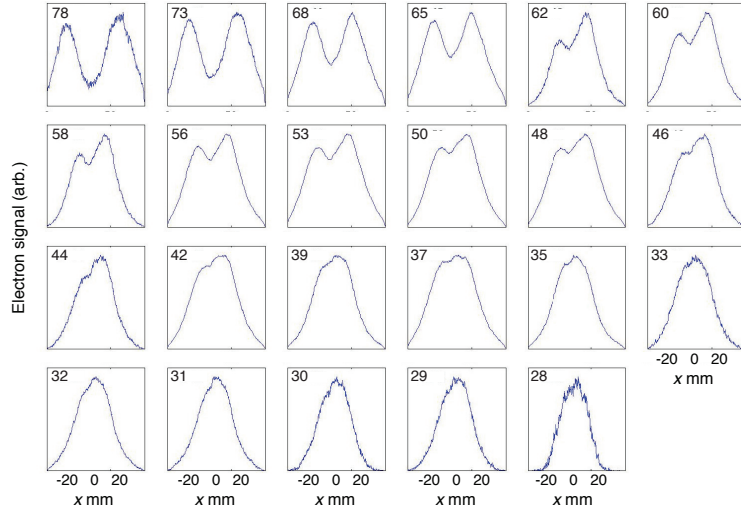 78 73 68 65 62 60
58 56 53 50 48 46
Electron signal (arb.)
44 42 39 37 35 33
-20 0 20
x mm
32 31 30 29 28
-20 0 20 -20 0 20 -20 0 20 -20 0 20 -20 0 20
x mm x mm x mm x mm x mm